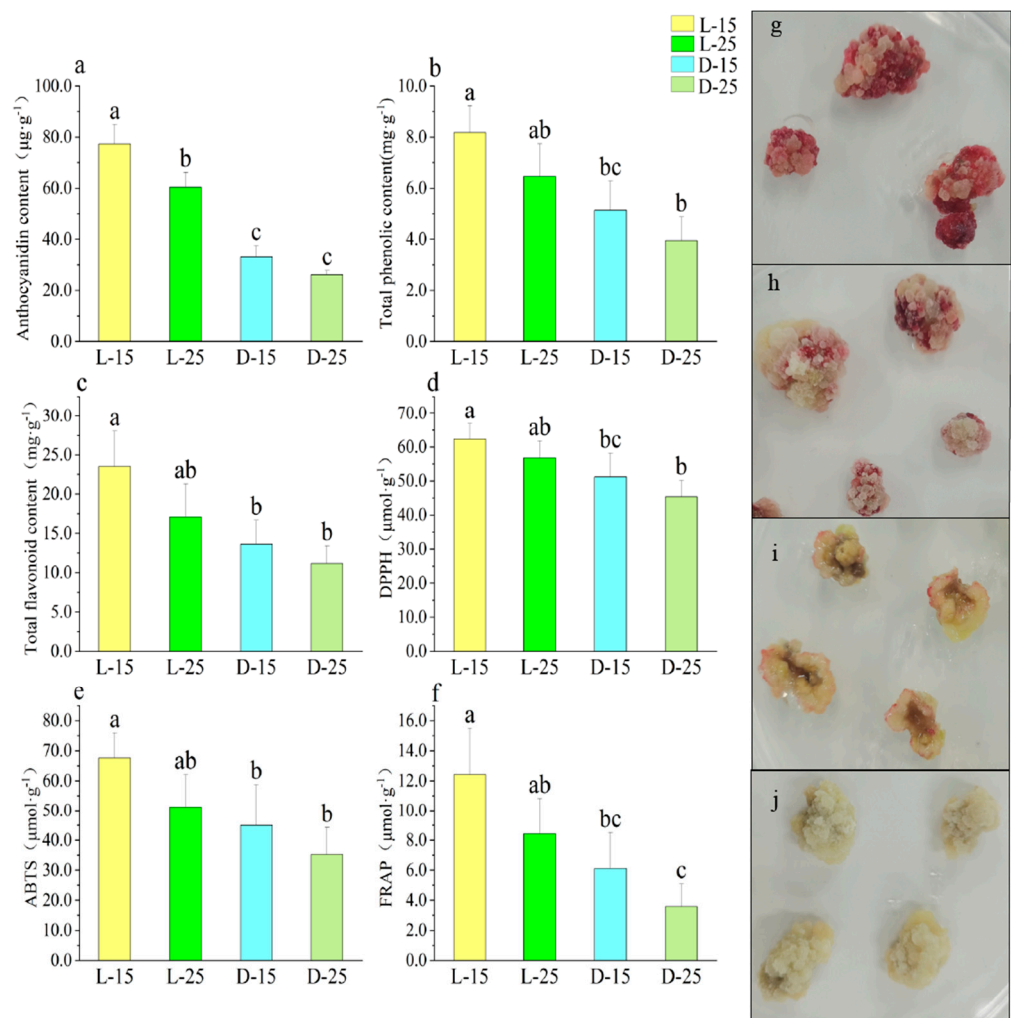 L-15
L-25
D-15
D-25
a
Anthocyanidin content（μg·g-1）
100.0
80.0
60.0
40.0
20.0
0.0
a
b
c
c
L-15 L-25 D-15 D-25
b
Total phenolic content(mg·g-1)
10.0
8.0
6.0
4.0
2.0
0.0
a
ab
bc
b
L-15 L-25 D-15 D-25
c
Total flavonoid content（mg·g-1）
30.0
25.0
20.0
15.0
10.0
5.0
0.0
a
ab
b
b
L-15 L-25 D-15 D-25
d
DPPH（μmol·g-1）
70.0
60.0
50.0
40.0
30.0
20.0
10.0
0.0
a
ab
bc
b
L-15 L-25 D-15 D-25
e
ABTS（μmol·g-1）
80.0
70.0
60.0
50.0
40.0
30.0
20.0
10.0
0.0
a
ab
b
b
L-15 L-25 D-15 D-25
f
FRAP（μmol·g-1）
16.0
14.0
12.0
10.0
8.0
6.0
4.0
2.0
0.0
a
ab
bc
c
L-15 L-25 D-15 D-25
g
h
i
j